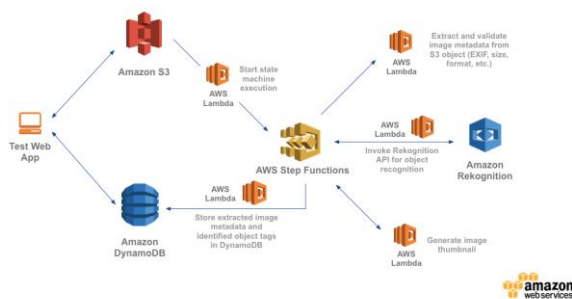 Amazon S3
AWS
Lambda
Start state
machine
execution
AWS
Lambda
Extract and validate
image metadata from
S3 object (EXIF, size,
format, etc.)
Test Web
App
AWS Step Functions
AWS
Lambda
Invoke Rekognition
API for object
recognition
Amazon
Rekognition
AWS
Lambda
Store extracted image
metadata and
identified object tags
in DynamoDB
Amazon
DynamoDB
AWS
Lambda
Generate image
thumbnail
amazon
webservices